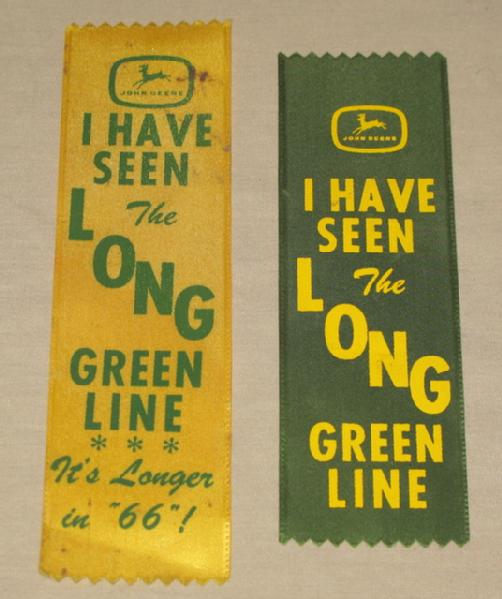 JOHN DEERE
I HAVE
SEEN
The
LONG
GREEN
LINE
* * *
It's Longer
in "66"!
JOHN DEERE
I HAVE
SEEN
The
LONG
GREEN
LINE